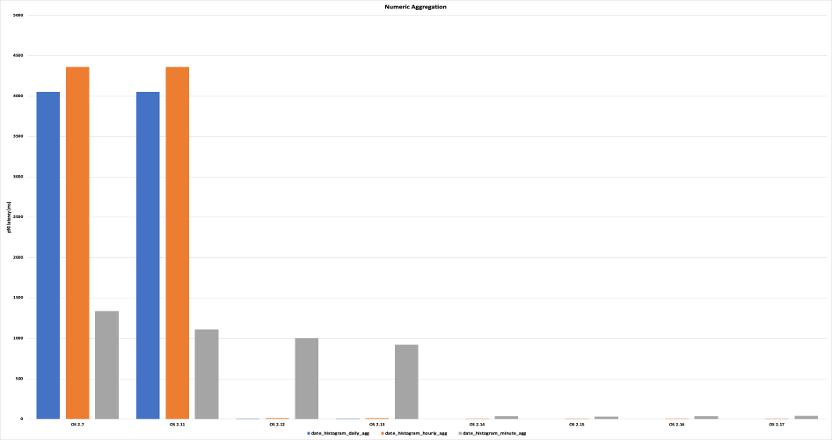 Numeric Aggregation
5000
4500
4000
3500
3000
2500
2000
1500
1000
500
0
p90 latency(ms)
OS 2.7 OS 2.11 OS 2.12 OS 2.13 OS 2.14 OS 2.15 OS 2.16 OS 2.17
date_histogram_daily_agg date_histogram_hourly_agg date_histogram_minute_agg